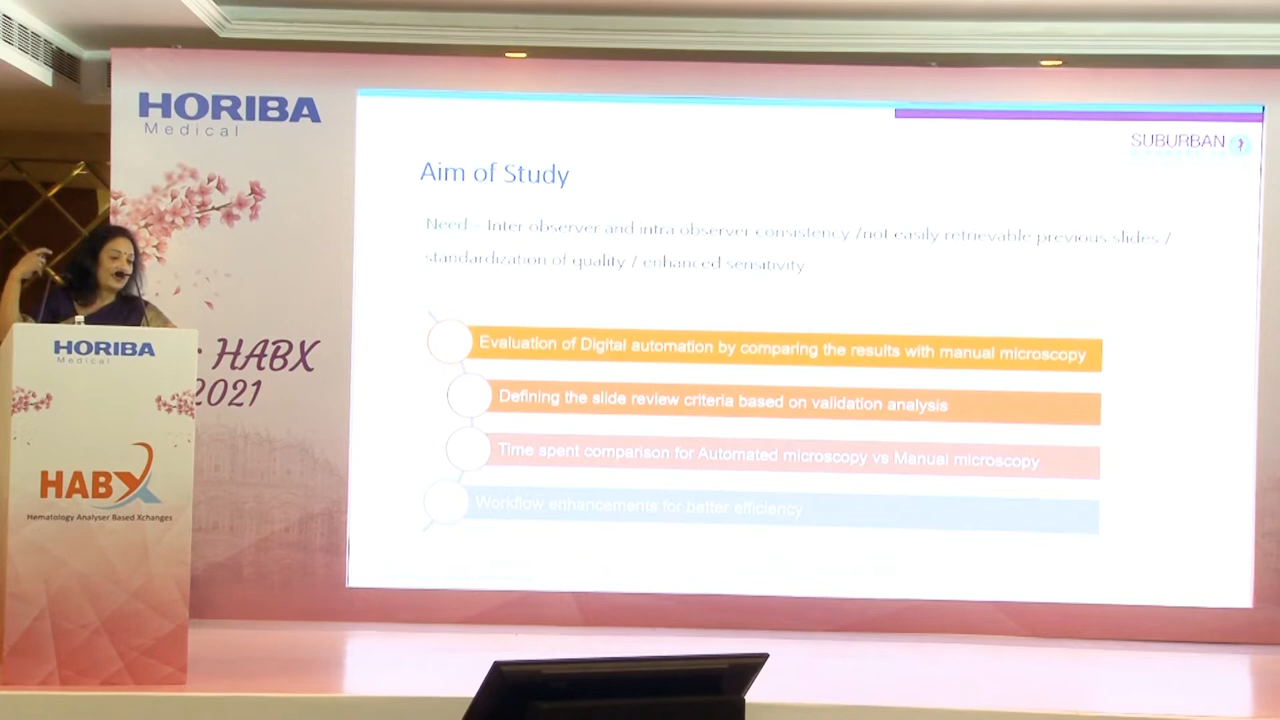 HORIBA
Medical
HABX
2021
SUBURBAN
Aim of Study
Need - Inter observer and intra observer consistency /not easily retrievable previous slides /
standardization of quality / enhanced sensitivity
Evaluation of Digital automation by comparing the results with manual microscopy
Defining the slide review criteria based on validation analysis
Time spent comparison for Automated microscopy vs Manual microscopy
Workflow enhancements for better efficiency
HORIBA
Medical
HABX
Hematology Analyser Based Xchanges